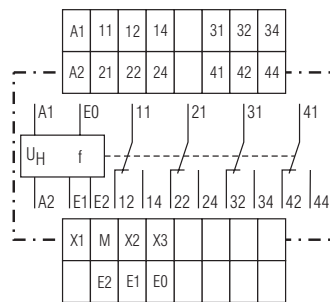 A1 11 12 14 31 32 34
A2 21 22 24 41 42 44
A1 E0 11 21 31 41
UH f
A2 E1 E2 12 14 22 24 32 34 42 44
X1 M X2 X3
E2 E1 E0